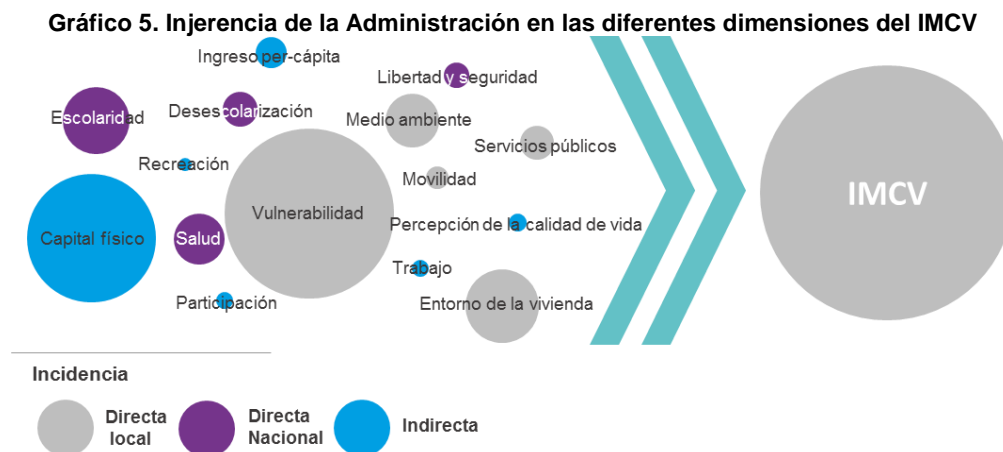 Gráfico 5. Injerencia de la Administración en las diferentes dimensiones del IMCV
Ingreso per-cápita
Libertad y seguridad
Escolaridad
Desescolarización
Medio ambiente
Servicios públicos
Recreación
Movilidad
Vulnerabilidad
IMCV
Capital físico
Salud
Percepción de la calidad de vida
Trabajo
Participación
Entorno de la vivienda
Incidencia
Directa
local
Directa
Nacional
Indirecta